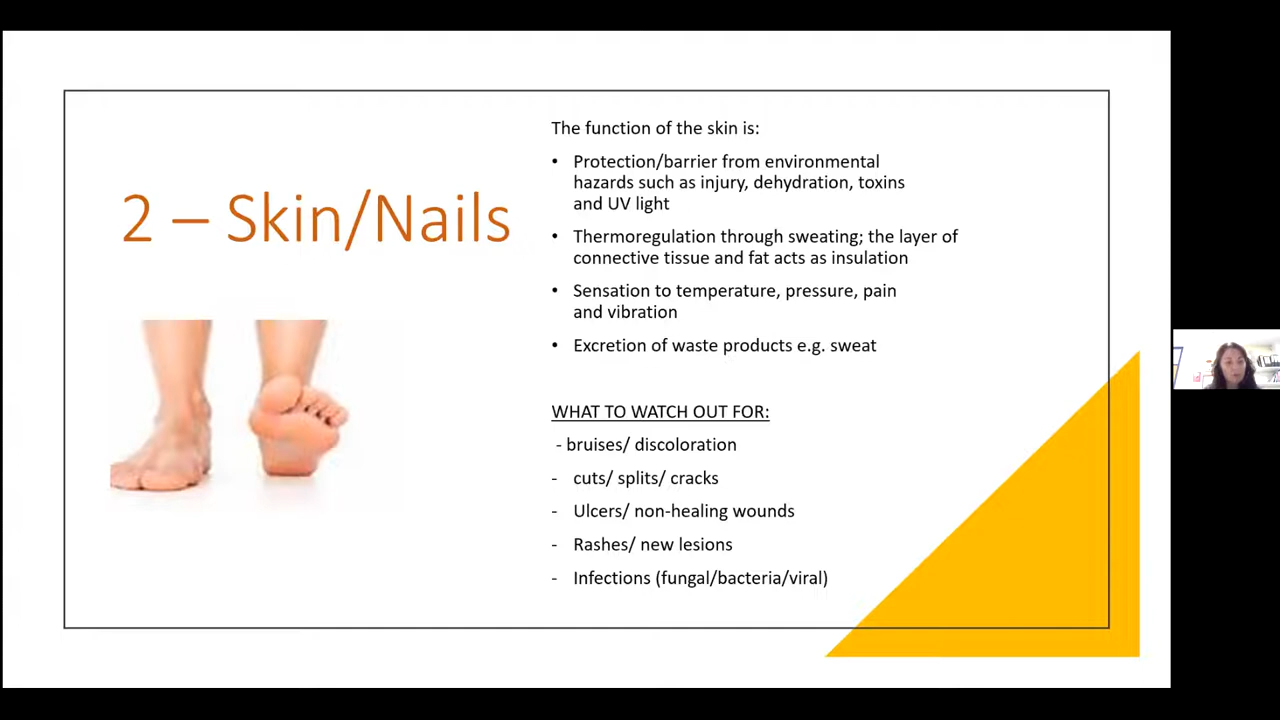 2 – Skin/Nails
The function of the skin is:
• Protection/barrier from environmental
hazards such as injury, dehydration, toxins
and UV light
• Thermoregulation through sweating; the layer of
connective tissue and fat acts as insulation
• Sensation to temperature, pressure, pain
and vibration
• Excretion of waste products e.g. sweat
WHAT TO WATCH OUT FOR:
- bruises/ discoloration
- cuts/ splits/ cracks
- Ulcers/ non-healing wounds
- Rashes/ new lesions
- Infections (fungal/bacteria/viral)